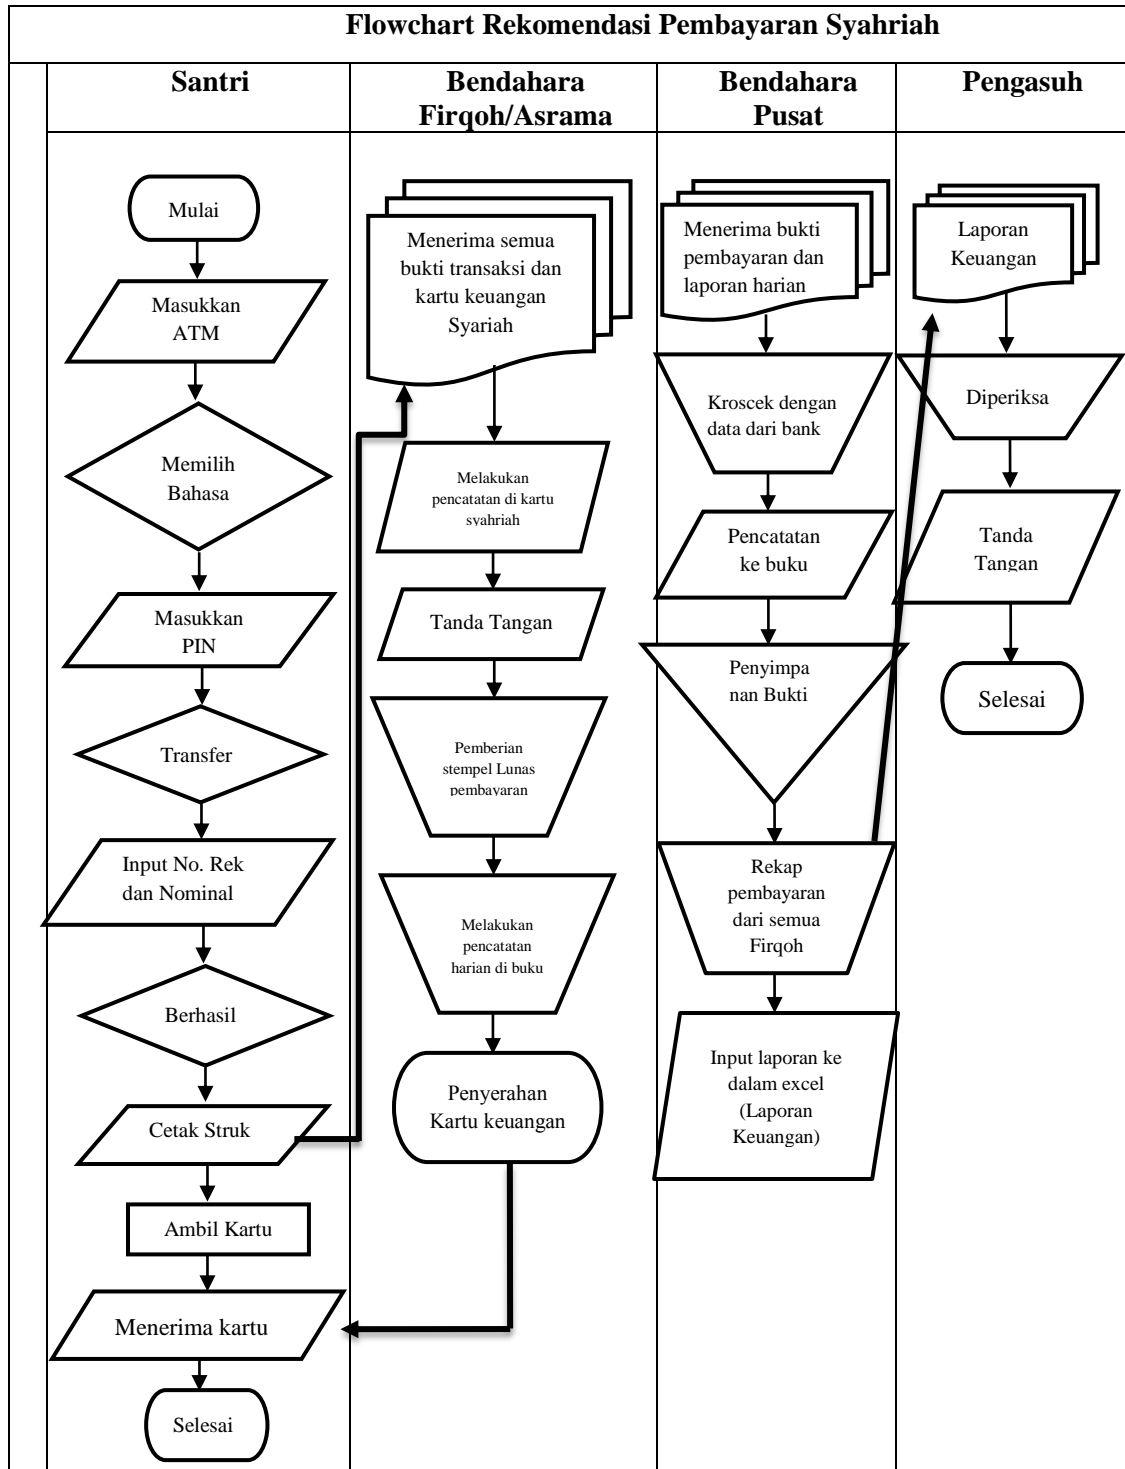 Flowchart Rekomendasi Pembayaran Syahriah
Santri
Bendahara
Firqoh/Asrama
Bendahara
Pusat
Pengasuh
Mulai
Masukkan
ATM
Memilih
Bahasa
Masukkan
PIN
Transfer
Input No. Rek
dan Nominal
Berhasil
Cetak Struk
Ambil Kartu
Menerima kartu
Selesai
Menerima semua
bukti transaksi dan
kartu keuangan
Syariah
Melakukan
pencatatan di kartu
syahriah
Tanda Tangan
Pemberian
stempel Lunas
pembayaran
Melakukan
pencatatan
harian di buku
Penyerahan
Kartu keuangan
Menerima bukti
pembayaran dan
laporan harian
Kroscek dengan
data dari bank
Pencatatan
ke buku
Penyimpa
nan Bukti
Rekap
pembayaran
dari semua
Firqoh
Input laporan ke
dalam excel
(Laporan
Keuangan)
Laporan
Keuangan
Diperiksa
Tanda
Tangan
Selesai